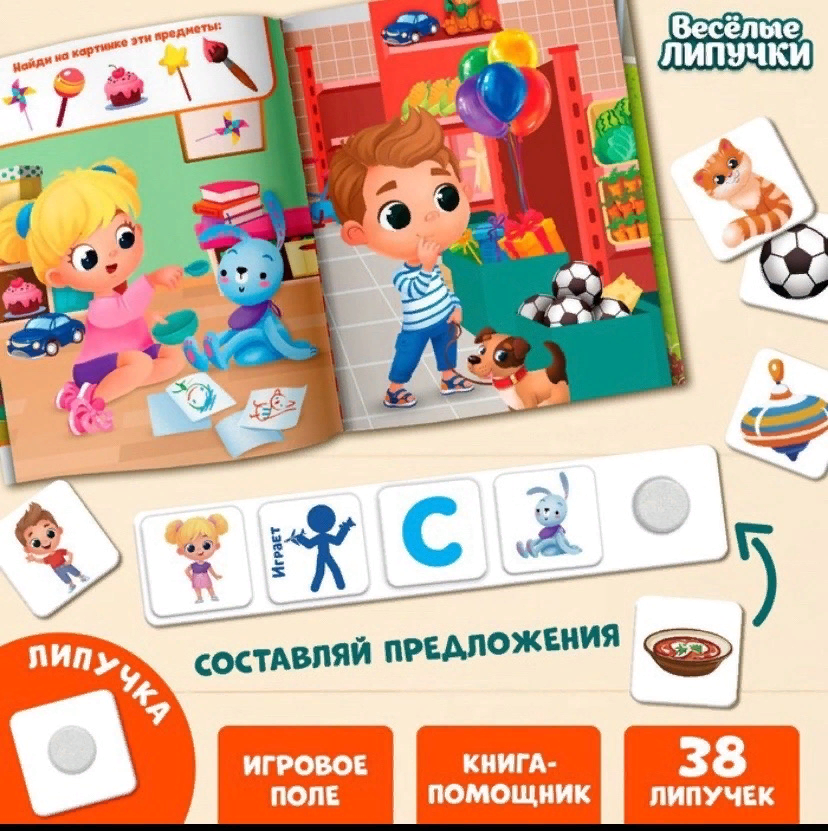 Найди на картинке эти предметы:
Весёлые
ЛИПУЧКИ
Играет
С
СОСТАВЛЯЙ ПРЕДЛОЖЕНИЯ
ЛИПУЧКА
ИГРОВОЕ
ПОЛЕ
КНИГА-
ПОМОЩНИК
38
ЛИПУЧЕК